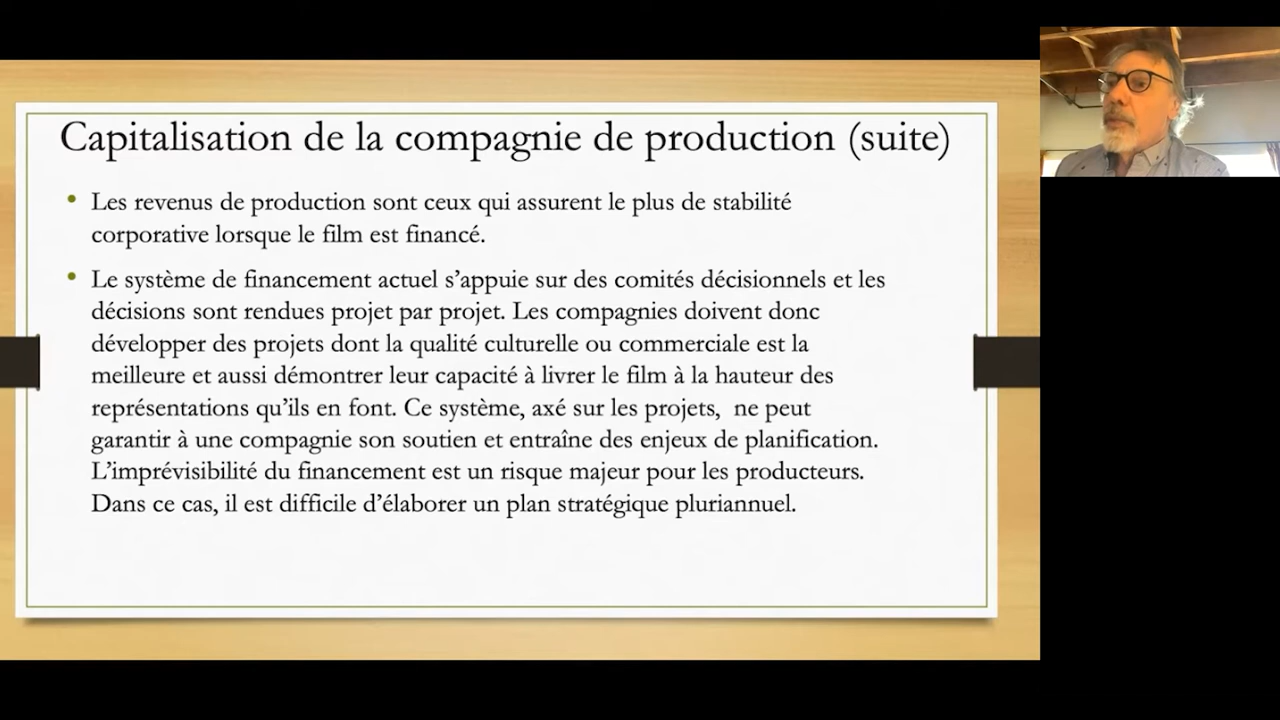 Capitalisation de la compagnie de production (suite)
• Les revenus de production sont ceux qui assurent le plus de stabilité
corporative lorsque le film est financé.
• Le système de financement actuel s’appuie sur des comités décisionnels et les
décisions sont rendues projet par projet. Les compagnies doivent donc
développer des projets dont la qualité culturelle ou commerciale est la
meilleure et aussi démontrer leur capacité à livrer le film à la hauteur des
représentations qu’ils en font. Ce système, axé sur les projets,  ne peut
garantir à une compagnie son soutien et entraîne des enjeux de planification.
L’imprévisibilité du financement est un risque majeur pour les producteurs.
Dans ce cas, il est difficile d’élaborer un plan stratégique pluriannuel.